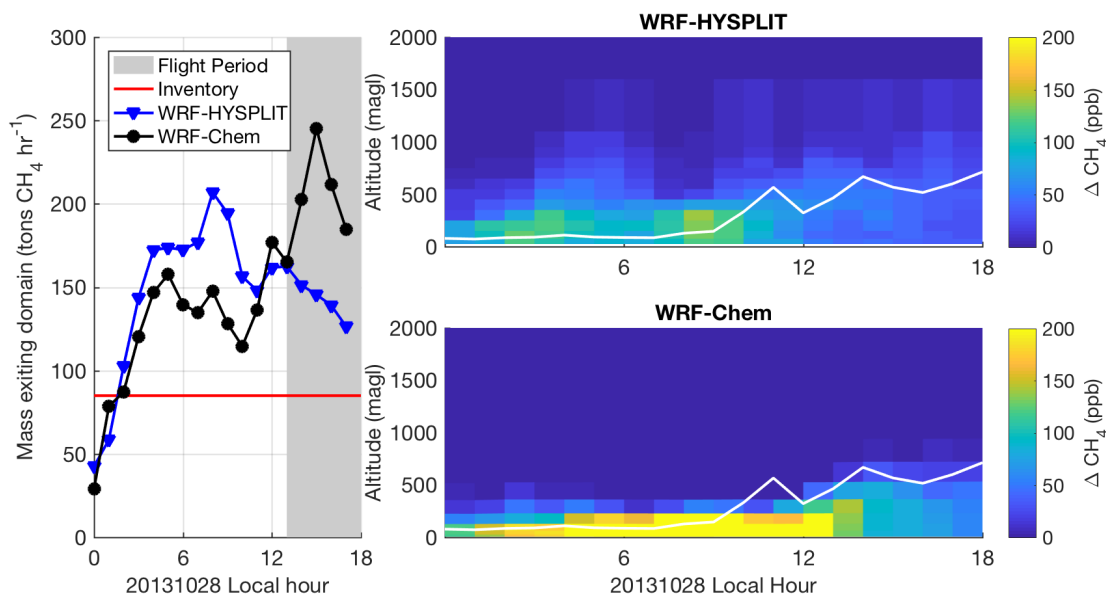 300
250
200
150
100
50
0
Mass exiting domain (tons CH4 hr-1)
Flight Period
Inventory
WRF-HYSPLIT
WRF-Chem
0 6 12 18
20131028 Local hour
WRF-HYSPLIT
2000
1500
1000
500
0
Altitude (magl)
6 12 18
200
150
100
50
0
Δ CH4 (ppb)
WRF-Chem
2000
1500
1000
500
0
Altitude (magl)
6 12 18
20131028 Local Hour
200
150
100
50
0
Δ CH4 (ppb)